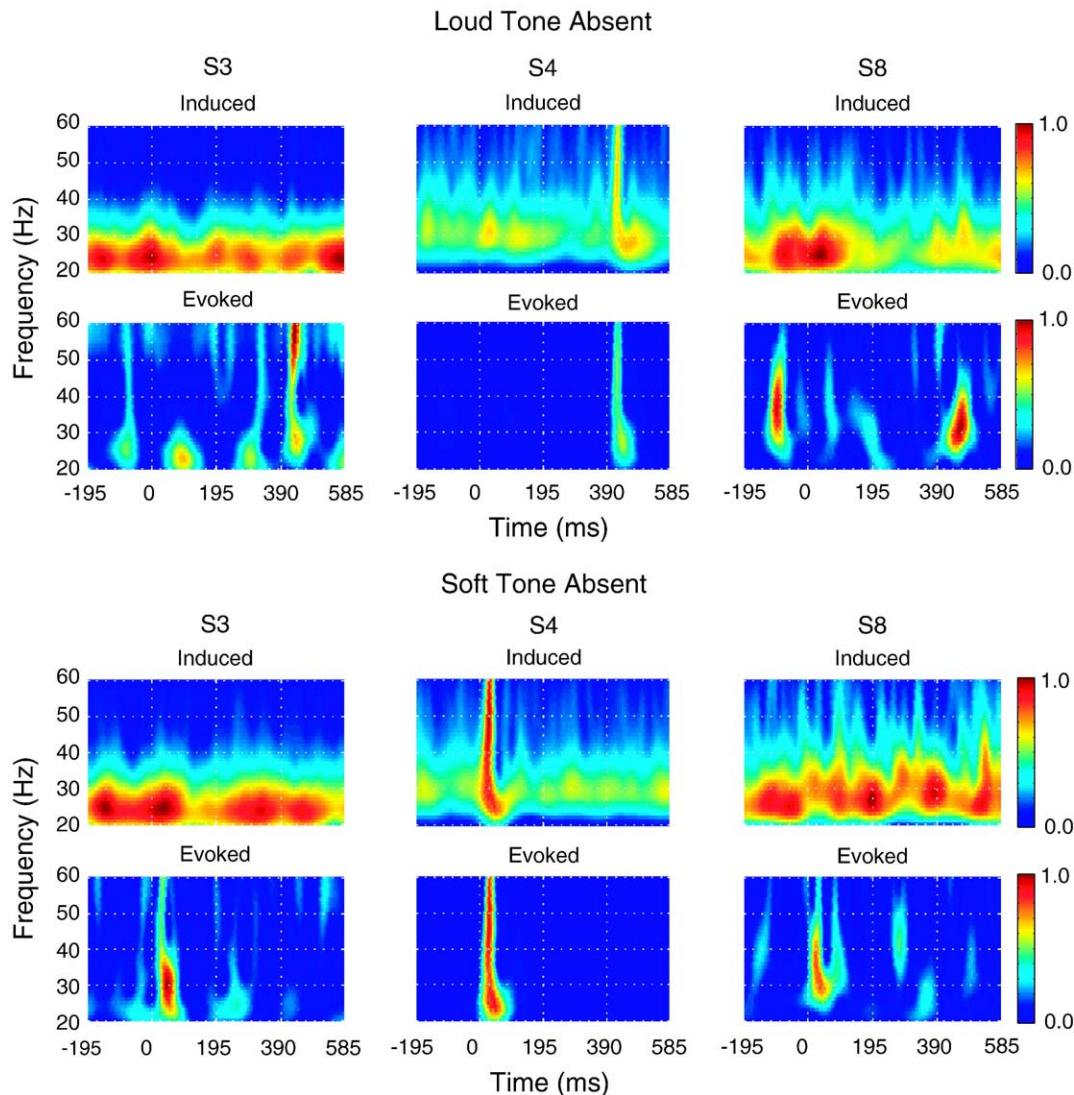 Loud Tone Absent
S3 S4 S8
Induced Induced Induced
60 1.0
50
40
30
20 0.0
Frequency (Hz)
Evoked Evoked Evoked
60 1.0
50
40
30
20 0.0
-195 0 195 390 585 -195 0 195 390 585 -195 0 195 390 585
Time (ms) Time (ms)
Soft Tone Absent
S3 S4 S8
Induced Induced Induced
60 1.0
50
40
30
20 0.0
Frequency (Hz)
Evoked Evoked Evoked
60 1.0
50
40
30
20 0.0
-195 0 195 390 585 -195 0 195 390 585 -195 0 195 390 585
Time (ms) Time (ms)